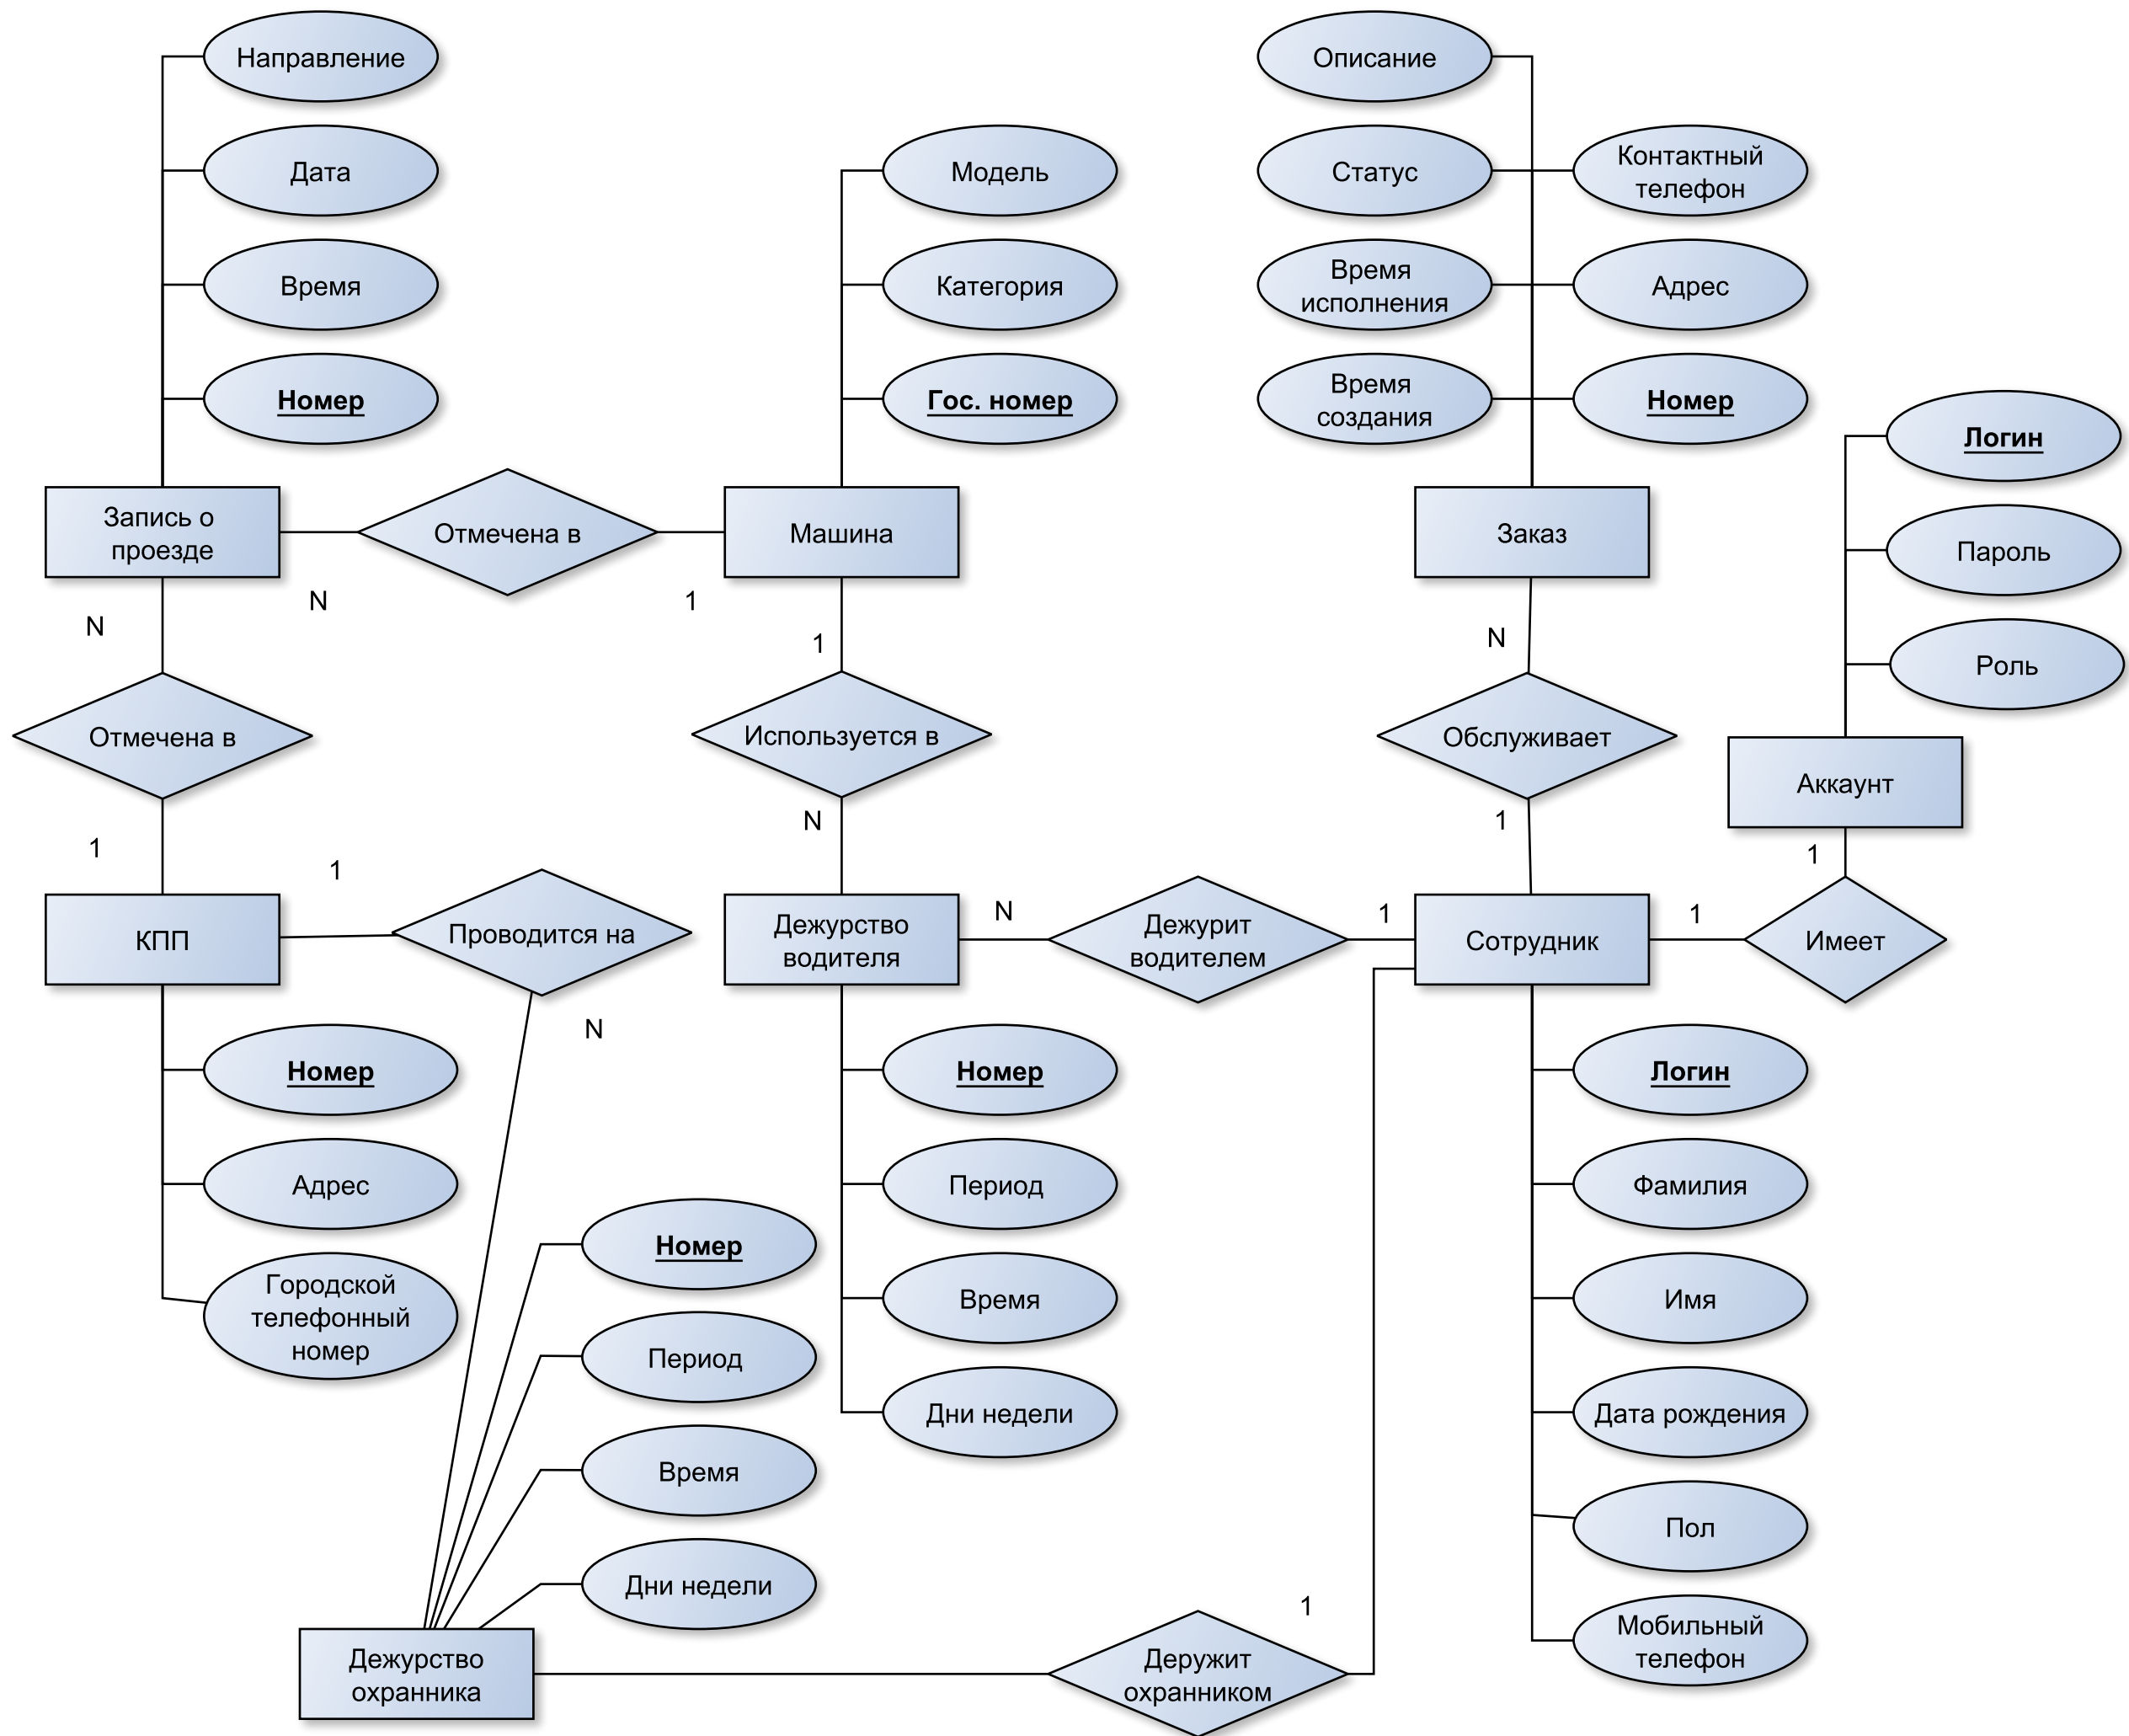 Направление
Описание
Дата
Модель
Статус
Контактный
телефон
Время
Категория
Время
исполнения
Адрес
Номер
Гос. номер
Время
создания
Номер
Логин
Запись о
проезде
Отмечена в
Машина
Заказ
Пароль
N
1
N
1
N
Роль
Отмечена в
Используется в
Обслуживает
Аккаунт
1
1
N
1
1
КПП
Проводится на
Дежурство
водителя
N
Дежурит
водителем
1
Сотрудник
1
Имеет
N
Номер
Номер
Логин
Адрес
Период
Фамилия
Номер
Городской
телефонный
номер
Время
Имя
Период
Дни недели
Дата рождения
Время
Пол
Дни недели
1
Мобильный
телефон
Дежурство
охранника
Деружит
охранником